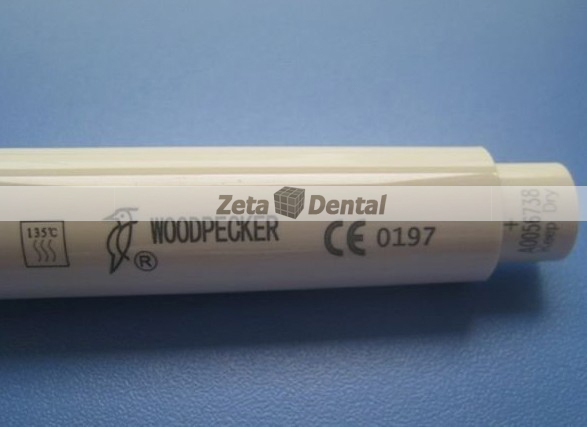 Zeta Dental
135℃
WOODPECKER
®
CE 0197
+
A0056738
Keep Dry